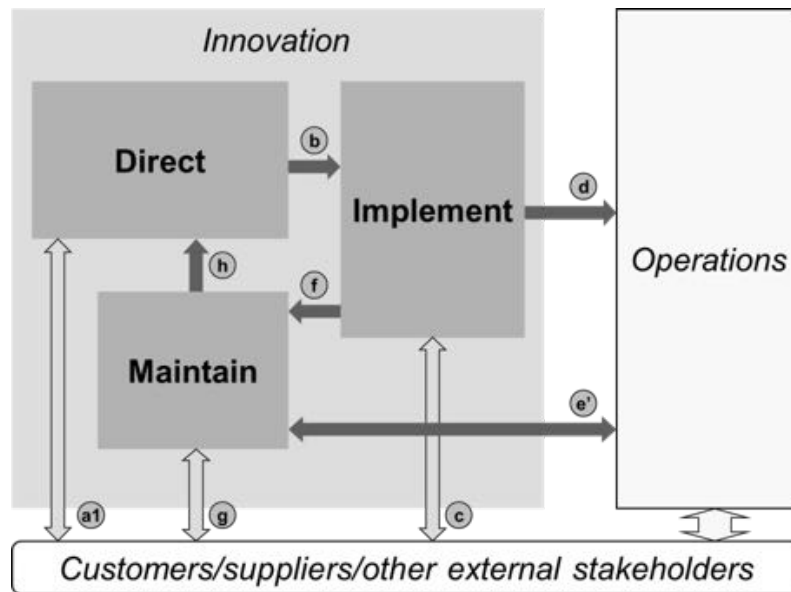 Innovation
Direct
b
Implement
d
Operations
h
f
Maintain
e’
a1
g
c
Customers/suppliers/other external stakeholders